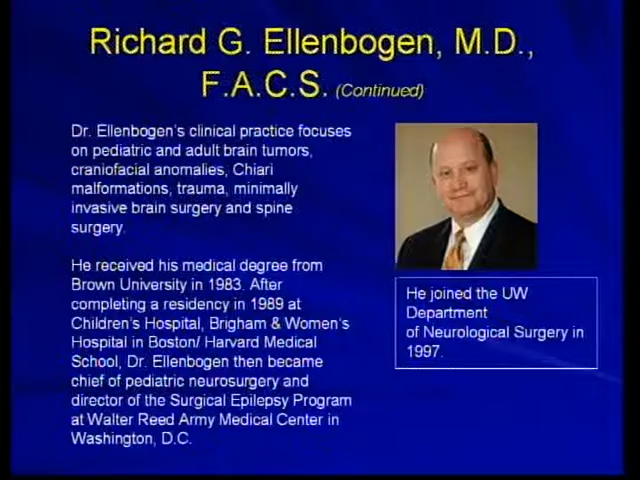 Richard G. Ellenbogen, M.D.,
F.A.C.S. (Continued)
Dr. Ellenbogen's clinical practice focuses
on pediatric and adult brain tumors,
craniofacial anomalies, Chiari
malformations, trauma, minimally
invasive brain surgery and spine
surgery.
He received his medical degree from
Brown University in 1983. After
completing a residency in 1989 at
Children's Hospital, Brigham & Women's
Hospital in Boston/ Harvard Medical
School, Dr. Ellenbogen then became
chief of pediatric neurosurgery and
director of the Surgical Epilepsy Program
at Walter Reed Army Medical Center in
Washington, D.C.
He joined the UW
Department
of Neurological Surgery in
1997.